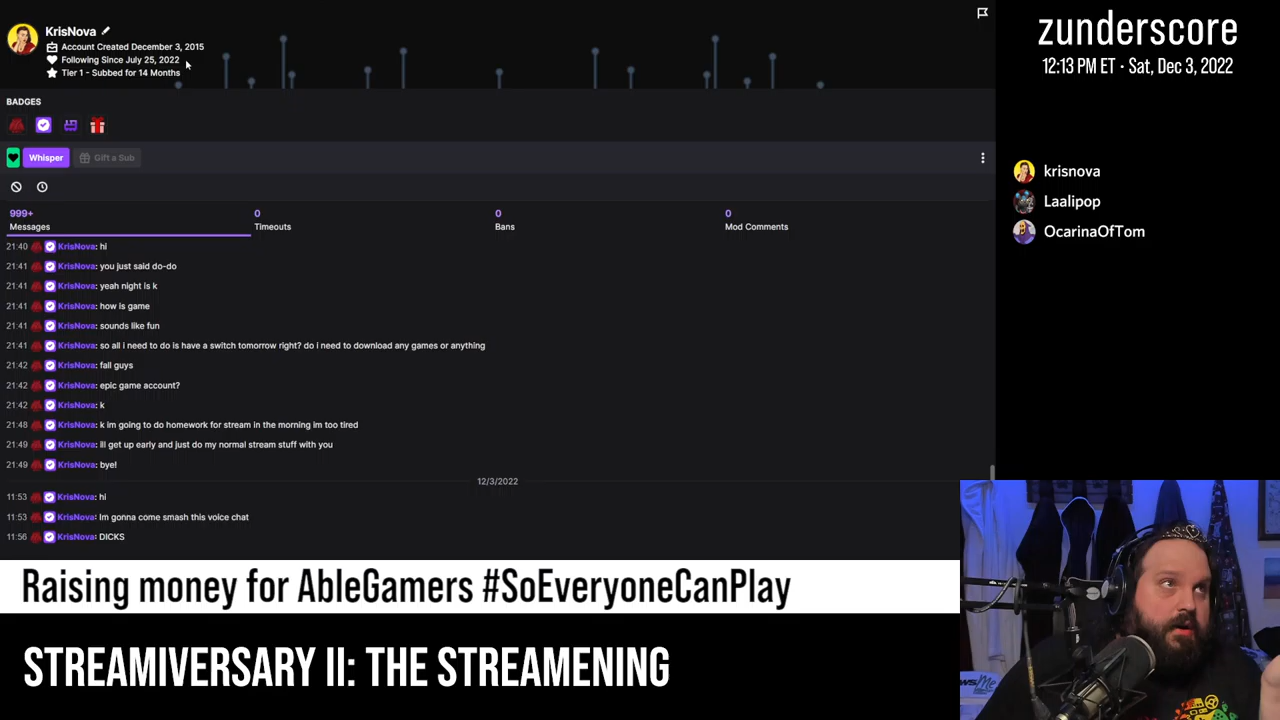 KrisNova
Account Created December 3, 2015
Following Since July 25, 2022
Tier 1 - Subbed for 14 Months
BADGES
Whisper
Gift a Sub
999+
Messages
0
Timeouts
0
Bans
0
Mod Comments
21:40 KrisNova: hi
21:41 KrisNova: you just said do-do
21:41 KrisNova: yeah night is k
21:41 KrisNova: how is game
21:41 KrisNova: sounds like fun
21:41 KrisNova: so all i need to do is have a switch tomorrow right? do i need to download any games or anything
21:42 KrisNova: fall guys
21:42 KrisNova: epic game account?
21:42 KrisNova: k
21:48 KrisNova: k im going to do homework for stream in the morning im too tired
21:49 KrisNova: ill get up early and just do my normal stream stuff with you
21:49 KrisNova: bye!
12/3/2022
11:53 KrisNova: hi
11:53 KrisNova: Im gonna come smash this voice chat
11:56 KrisNova: DICKS
zunderscore
12:13 PM ET · Sat, Dec 3, 2022
krisnova
Laalipop
OcarinaOfTom
Raising money for AbleGamers #SoEveryoneCanPlay
STREAMIVERSARY II: THE STREAMENING